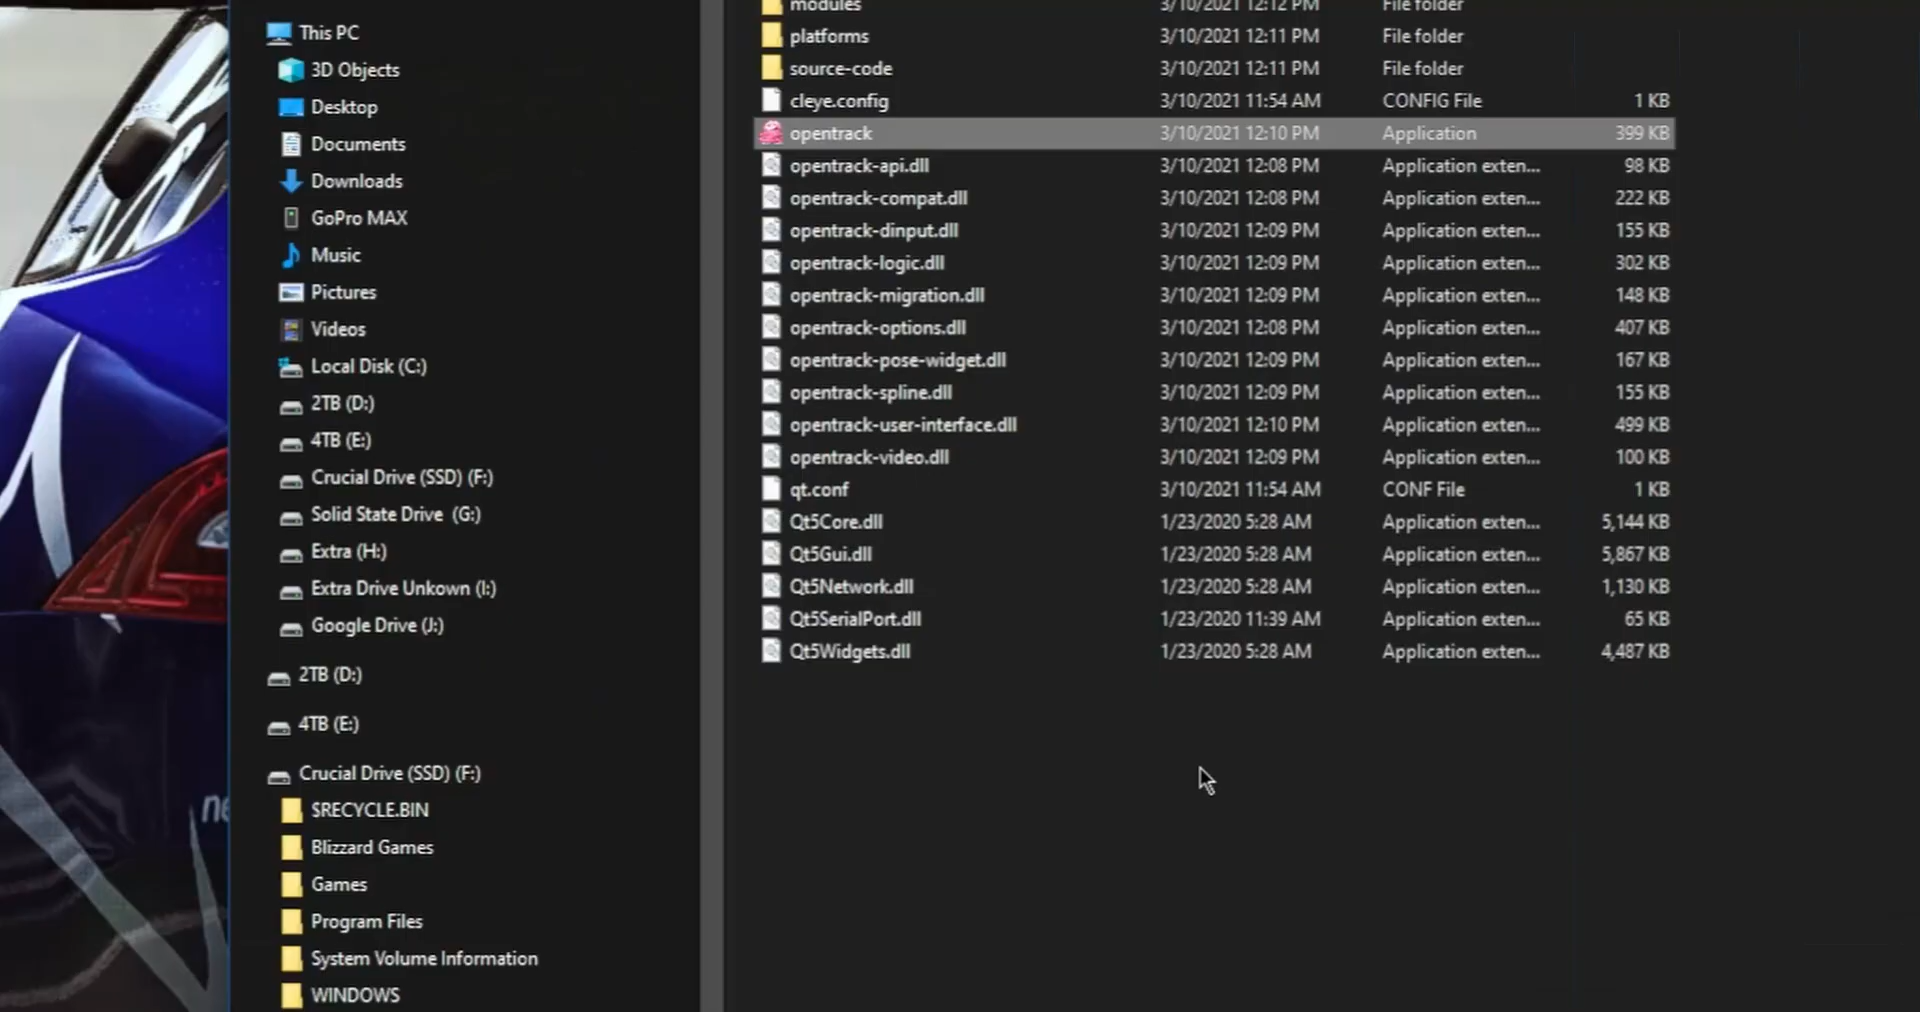 This PC
3D Objects
Desktop
Documents
Downloads
GoPro MAX
Music
Pictures
Videos
Local Disk (C:)
2TB (D:)
4TB (E:)
Crucial Drive (SSD) (F:)
Solid State Drive (G:)
Extra (H:)
Extra Drive Unkown (I:)
Google Drive (J:)
2TB (D:)
4TB (E:)
Crucial Drive (SSD) (F:)
$RECYCLE.BIN
Blizzard Games
Games
Program Files
System Volume Information
WINDOWS
modules 3/10/2021 12:12 PM File folder
platforms 3/10/2021 12:11 PM File folder
source-code 3/10/2021 12:11 PM File folder
cleye.config 3/10/2021 11:54 AM CONFIG File 1 KB
opentrack 3/10/2021 12:10 PM Application 399 KB
opentrack-api.dll 3/10/2021 12:08 PM Application exten... 98 KB
opentrack-compat.dll 3/10/2021 12:08 PM Application exten... 222 KB
opentrack-dinput.dll 3/10/2021 12:09 PM Application exten... 155 KB
opentrack-logic.dll 3/10/2021 12:09 PM Application exten... 302 KB
opentrack-migration.dll 3/10/2021 12:09 PM Application exten... 148 KB
opentrack-options.dll 3/10/2021 12:08 PM Application exten... 407 KB
opentrack-pose-widget.dll 3/10/2021 12:09 PM Application exten... 167 KB
opentrack-spline.dll 3/10/2021 12:09 PM Application exten... 155 KB
opentrack-user-interface.dll 3/10/2021 12:10 PM Application exten... 499 KB
opentrack-video.dll 3/10/2021 12:09 PM Application exten... 100 KB
qt.conf 3/10/2021 11:54 AM CONF File 1 KB
Qt5Core.dll 1/23/2020 5:28 AM Application exten... 5,144 KB
Qt5Gui.dll 1/23/2020 5:28 AM Application exten... 5,867 KB
Qt5Network.dll 1/23/2020 5:28 AM Application exten... 1,130 KB
Qt5SerialPort.dll 1/23/2020 11:39 AM Application exten... 65 KB
Qt5Widgets.dll 1/23/2020 5:28 AM Application exten... 4,487 KB